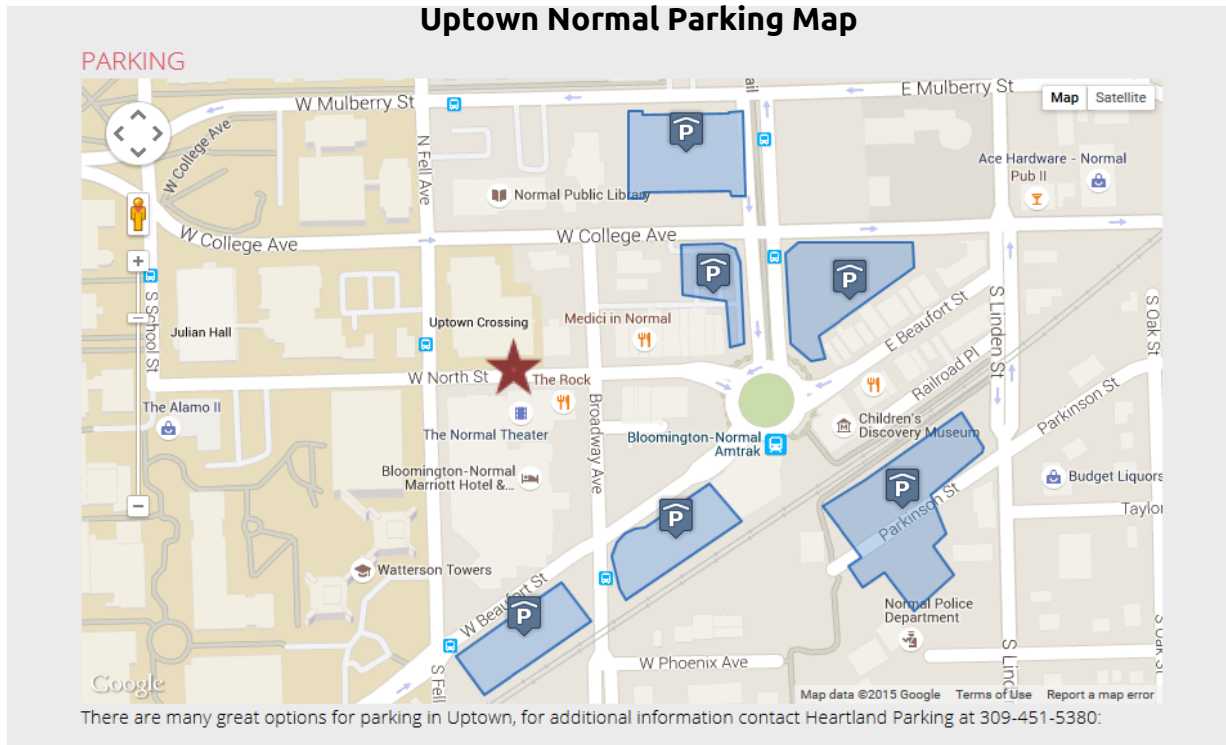 Uptown Normal Parking Map
PARKING
W Mulberry St
ail
E Mulberry St
Map
Satellite
W College Ave
N Fell Ave
Ace Hardware - Normal
Pub II
Normal Public Library
P
W College Ave
W College Ave
P
P
S School St
Julian Hall
Uptown Crossing
Medici in Normal
E Beaufort St
S Linden St
S Oak St
Railroad Pl
W North St
The Rock
Parkinson St
The Alamo II
The Normal Theater
Broadway Ave
Bloomington-Normal
Amtrak
Children's
Discovery Museum
Bloomington-Normal
Marriott Hotel &...
P
Budget Liquors
Parkinson St
Taylor
P
Watterson Towers
W Beaufort St
P
Normal Police
Department
W Phoenix Ave
S Fell
S Lind
S Oak St
Google
Map data ©2015 Google
Terms of Use
Report a map error
There are many great options for parking in Uptown, for additional information contact Heartland Parking at 309-451-5380: